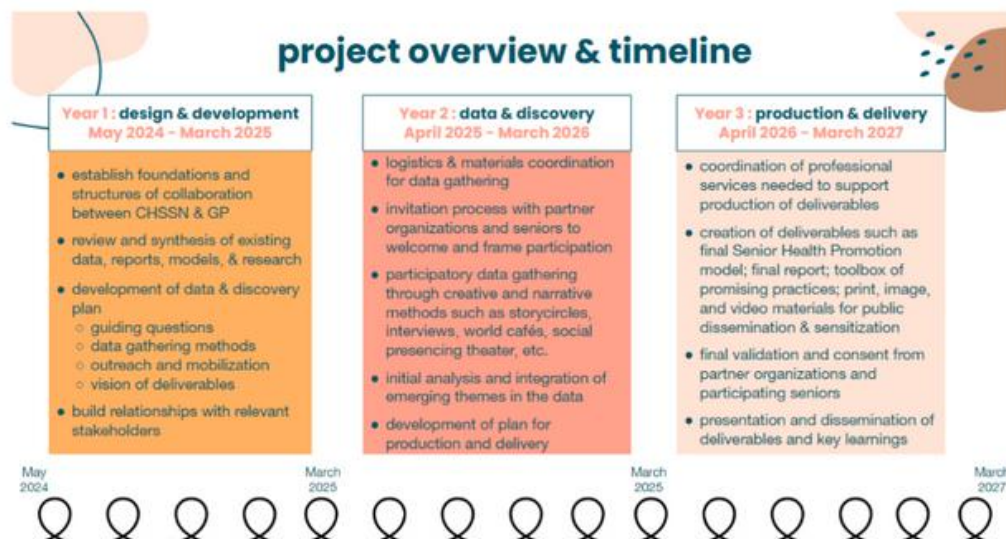 project overview & timeline
Year 1 : design & development
May 2024 - March 2025
• establish foundations and
structures of collaboration
between CHSSN & GP
• review and synthesis of existing
data, reports, models, & research
• development of data & discovery
plan
○ guiding questions
○ data gathering methods
○ outreach and mobilization
○ vision of deliverables
• build relationships with relevant
stakeholders
Year 2 : data & discovery
April 2025 - March 2026
• logistics & materials coordination
for data gathering
• invitation process with partner
organizations and seniors to
welcome and frame participation
• participatory data gathering
through creative and narrative
methods such as storycircles,
interviews, world cafés, social
presencing theater, etc.
• initial analysis and integration of
emerging themes in the data
• development of plan for
production and delivery
Year 3 : production & delivery
April 2026 - March 2027
• coordination of professional
services needed to support
production of deliverables
• creation of deliverables such as
final Senior Health Promotion
model; final report; toolbox of
promising practices; print, image,
and video materials for public
dissemination & sensitization
• final validation and consent from
partner organizations and
participating seniors
• presentation and dissemination of
deliverables and key learnings
May
2024
March
2025
March
2025
March
2027